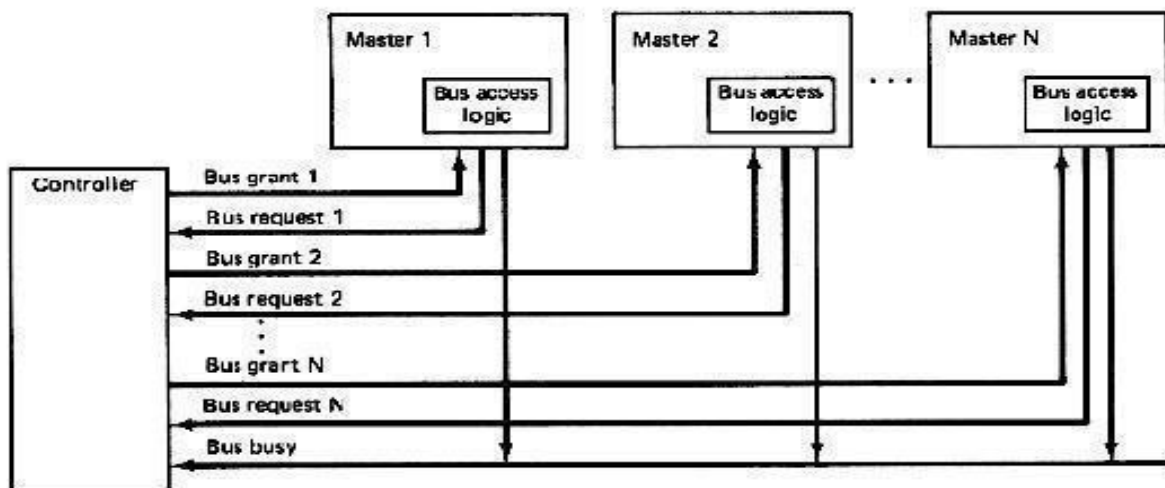 Master 1
Bus access
logic
Master 2
Bus access
logic
Master N
Bus access
logic
Controller
Bus grant 1
Bus request 1
Bus grant 2
Bus request 2
Bus grant N
Bus request N
Bus busy